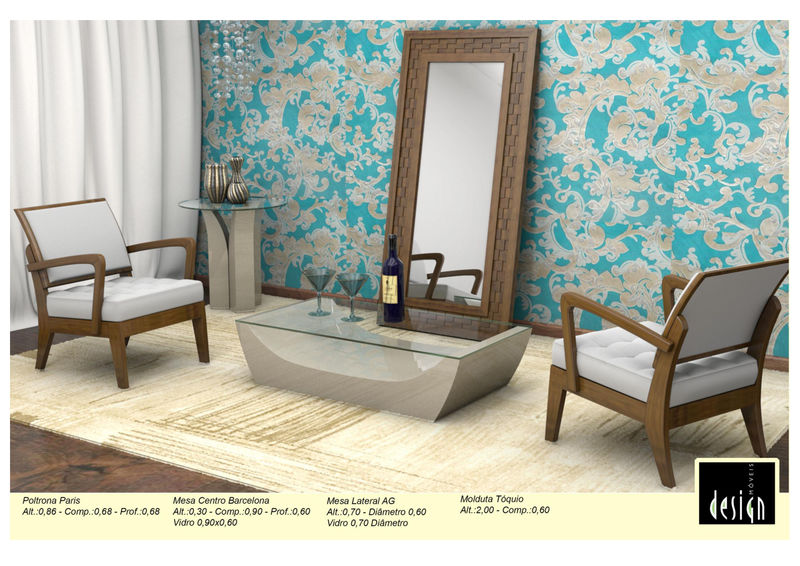 Poltrona Paris
Alt.:0,86 - Comp.:0,68 - Prof.:0,68
Mesa Centro Barcelona
Alt.:0,30 - Comp.:0,90 - Prof.:0,60
Vidro 0,90x0,60
Mesa Lateral AG
Alt.:0,70 - Diâmetro 0,60
Vidro 0,70 Diâmetro
Molduta Tóquio
Alt.:2,00 - Comp.:0,60
design
MÓVEIS